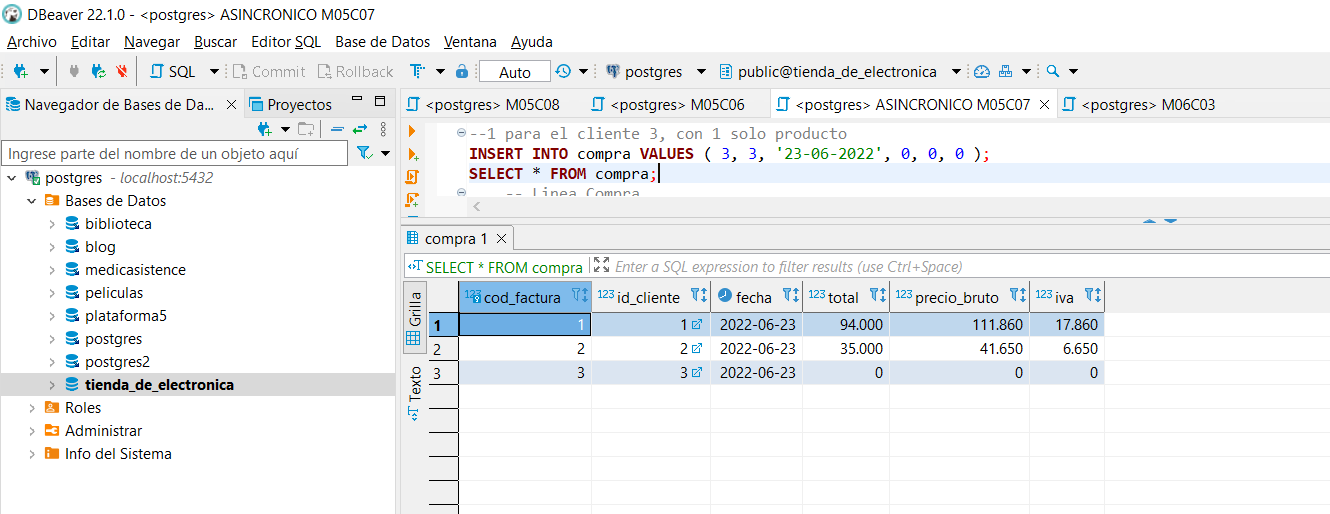 DBeaver 22.1.0 - <postgres> ASINCRONICO M05C07
Archivo Editar Navegar Buscar Editor SQL Base de Datos Ventana Ayuda
SQL Commit Rollback Auto postgres public@tienda_de_electronica
Navegador de Bases de Da... Proyectos
Ingrese parte del nombre de un objeto aquí
postgres - localhost:5432
Bases de Datos
biblioteca
blog
medicasistence
peliculas
plataforma5
postgres
postgres2
tienda_de_electronica
Roles
Administrar
Info del Sistema
<postgres> M05C08 <postgres> M05C06 <postgres> ASINCRONICO M05C07 <postgres> M06C03
--1 para el cliente 3, con 1 solo producto
INSERT INTO compra VALUES ( 3, 3, '23-06-2022', 0, 0, 0 );
SELECT * FROM compra;
-- Linea Compra
compra 1
SELECT * FROM compra Enter a SQL expression to filter results (use Ctrl+Space)
Grilla
Texto
123 cod_factura 123 id_cliente fecha 123 total 123 precio_bruto 123 iva
1 1 1 2022-06-23 94.000 111.860 17.860
2 2 2 2022-06-23 35.000 41.650 6.650
3 3 3 2022-06-23 0 0 0